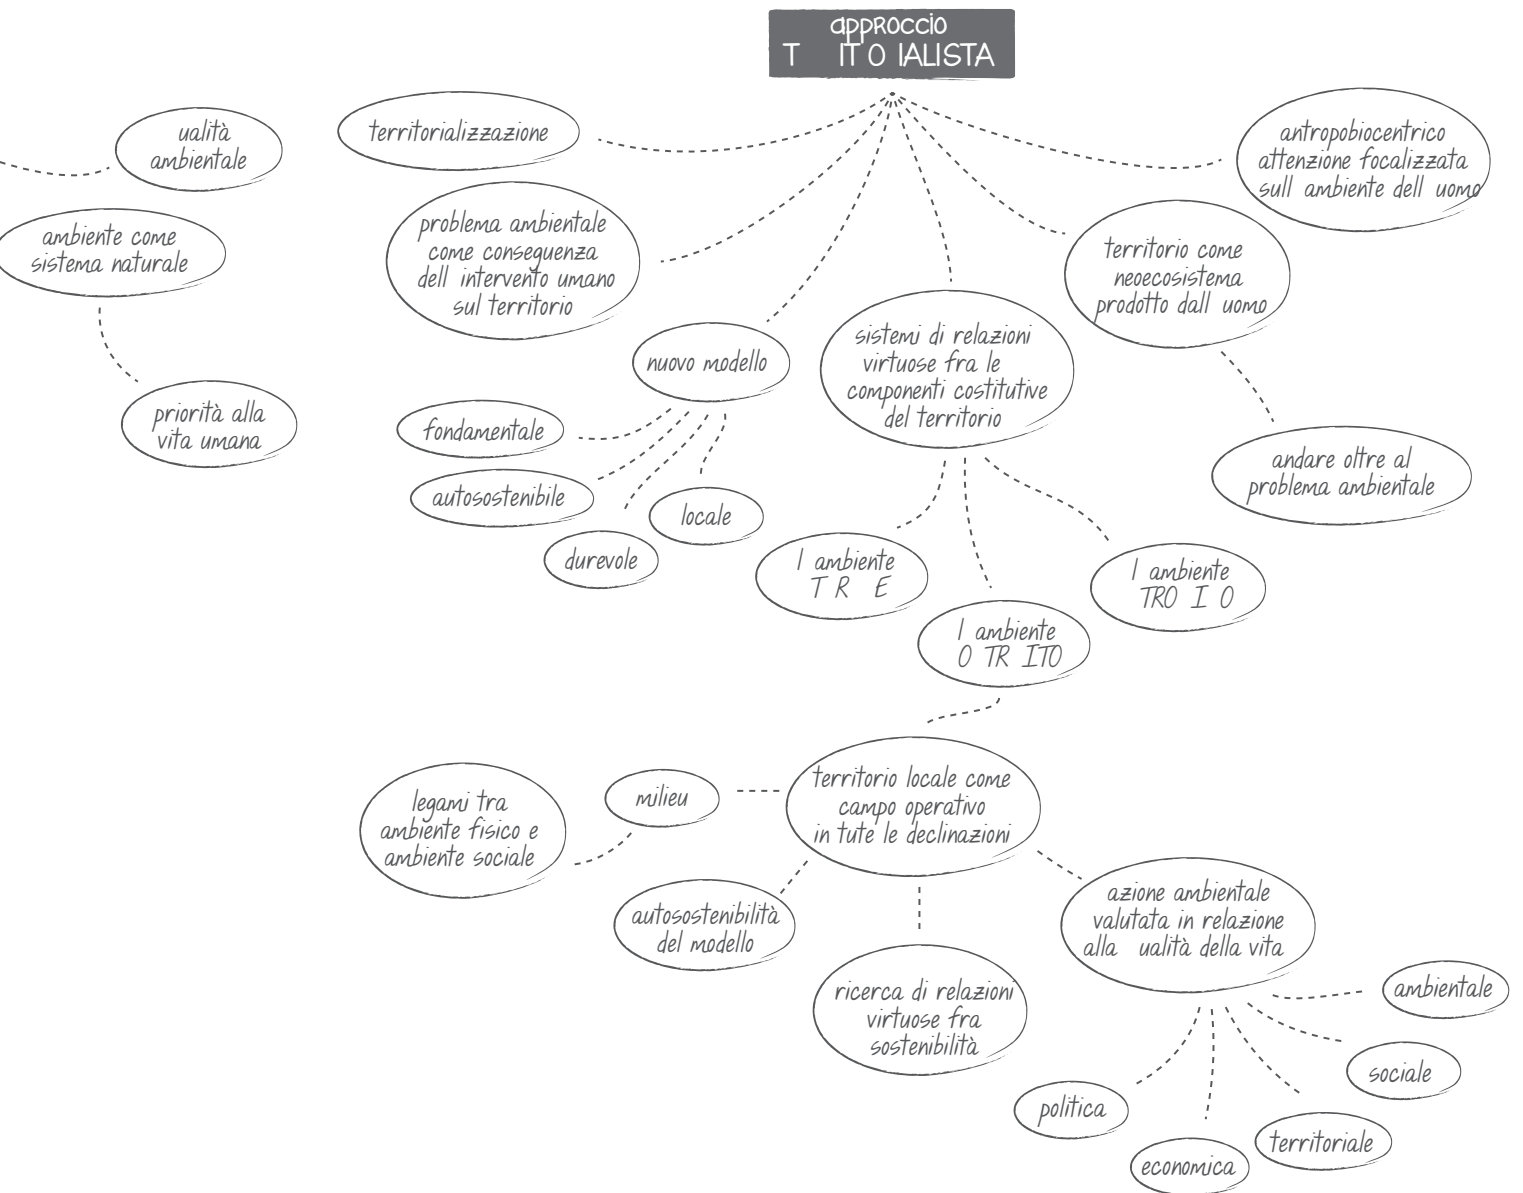 approccio
T IT O IALISTA
ualità
ambientale
ambiente come
sistema naturale
priorità alla
vita umana
territorializzazione
problema ambientale
come conseguenza
dell intervento umano
sul territorio
nuovo modello
fondamentale
autosostenibile
durevole
locale
sistemi di relazioni
virtuose fra le
componenti costitutive
del territorio
territorio come
neoecosistema
prodotto dall uomo
antropobiocentrico
attenzione focalizzata
sull ambiente dell uomo
andare oltre al
problema ambientale
l ambiente
T R E
l ambiente
O TR ITO
l ambiente
TRO I O
territorio locale come
campo operativo
in tute le declinazioni
milieu
legami tra
ambiente fisico e
ambiente sociale
autosostenibilità
del modello
ricerca di relazioni
virtuose fra
sostenibilità
azione ambientale
valutata in relazione
alla ualità della vita
ambientale
sociale
territoriale
economica
politica